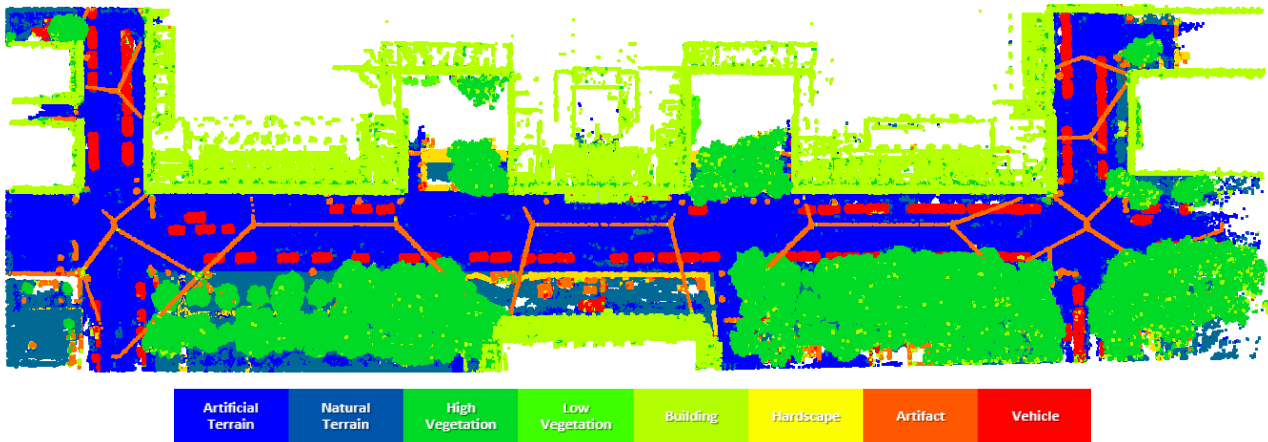 Artificial
Terrain
Natural
Terrain
High
Vegetation
Low
Vegetation
Building
Hardscape
Artifact
Vehicle